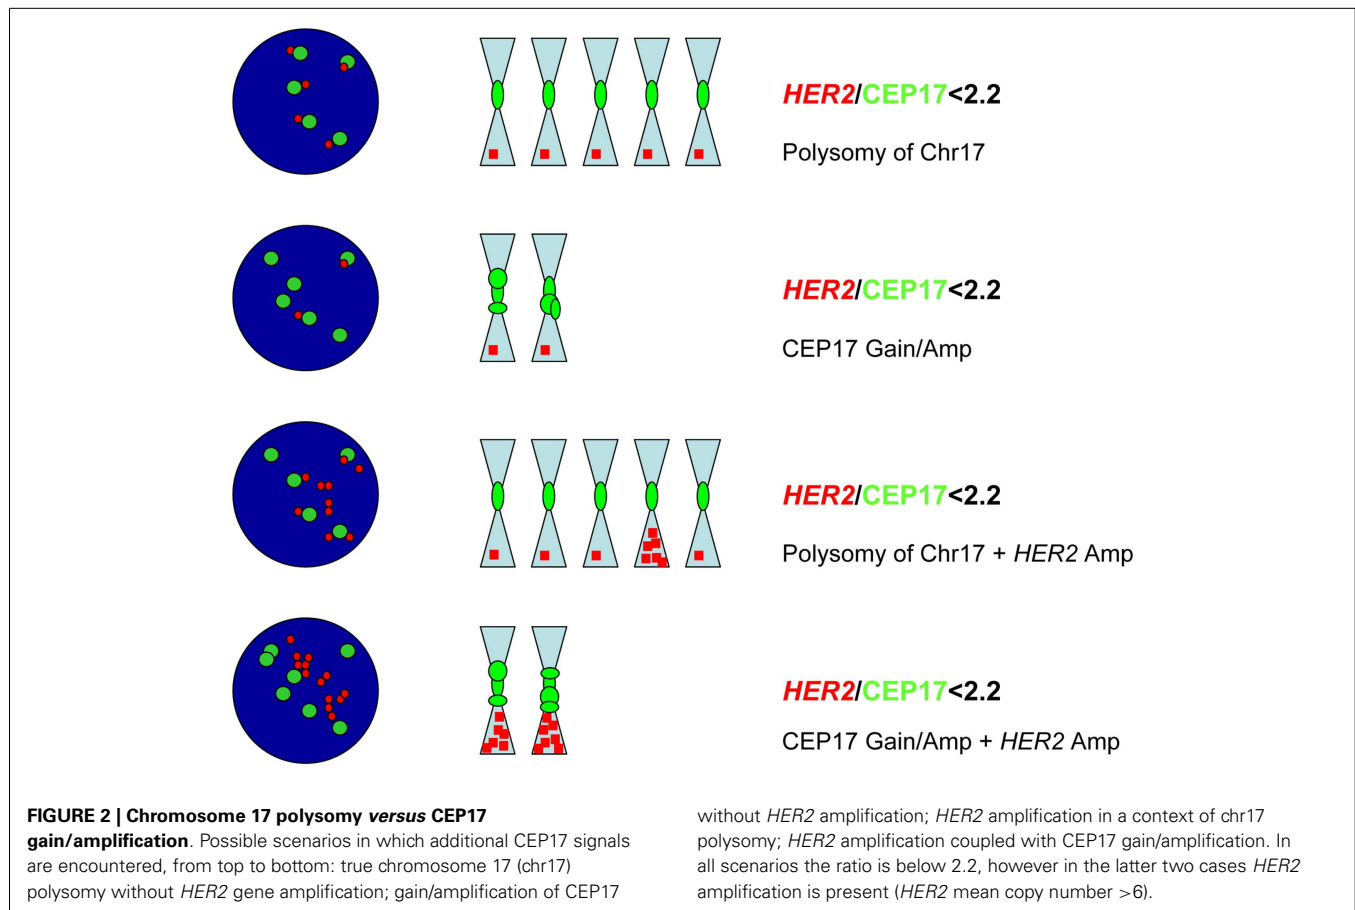 HER2/CEP17<2.2
Polysomy of Chr17
HER2/CEP17<2.2
CEP17 Gain/Amp
HER2/CEP17<2.2
Polysomy of Chr17 + HER2 Amp
HER2/CEP17<2.2
CEP17 Gain/Amp + HER2 Amp
FIGURE 2 | Chromosome 17 polysomy versus CEP17
gain/amplification. Possible scenarios in which additional CEP17 signals
are encountered, from top to bottom: true chromosome 17 (chr17)
polysomy without HER2 gene amplification; gain/amplification of CEP17
without HER2 amplification; HER2 amplification in a context of chr17
polysomy; HER2 amplification coupled with CEP17 gain/amplification. In
all scenarios the ratio is below 2.2, however in the latter two cases HER2
amplification is present (HER2 mean copy number >6).